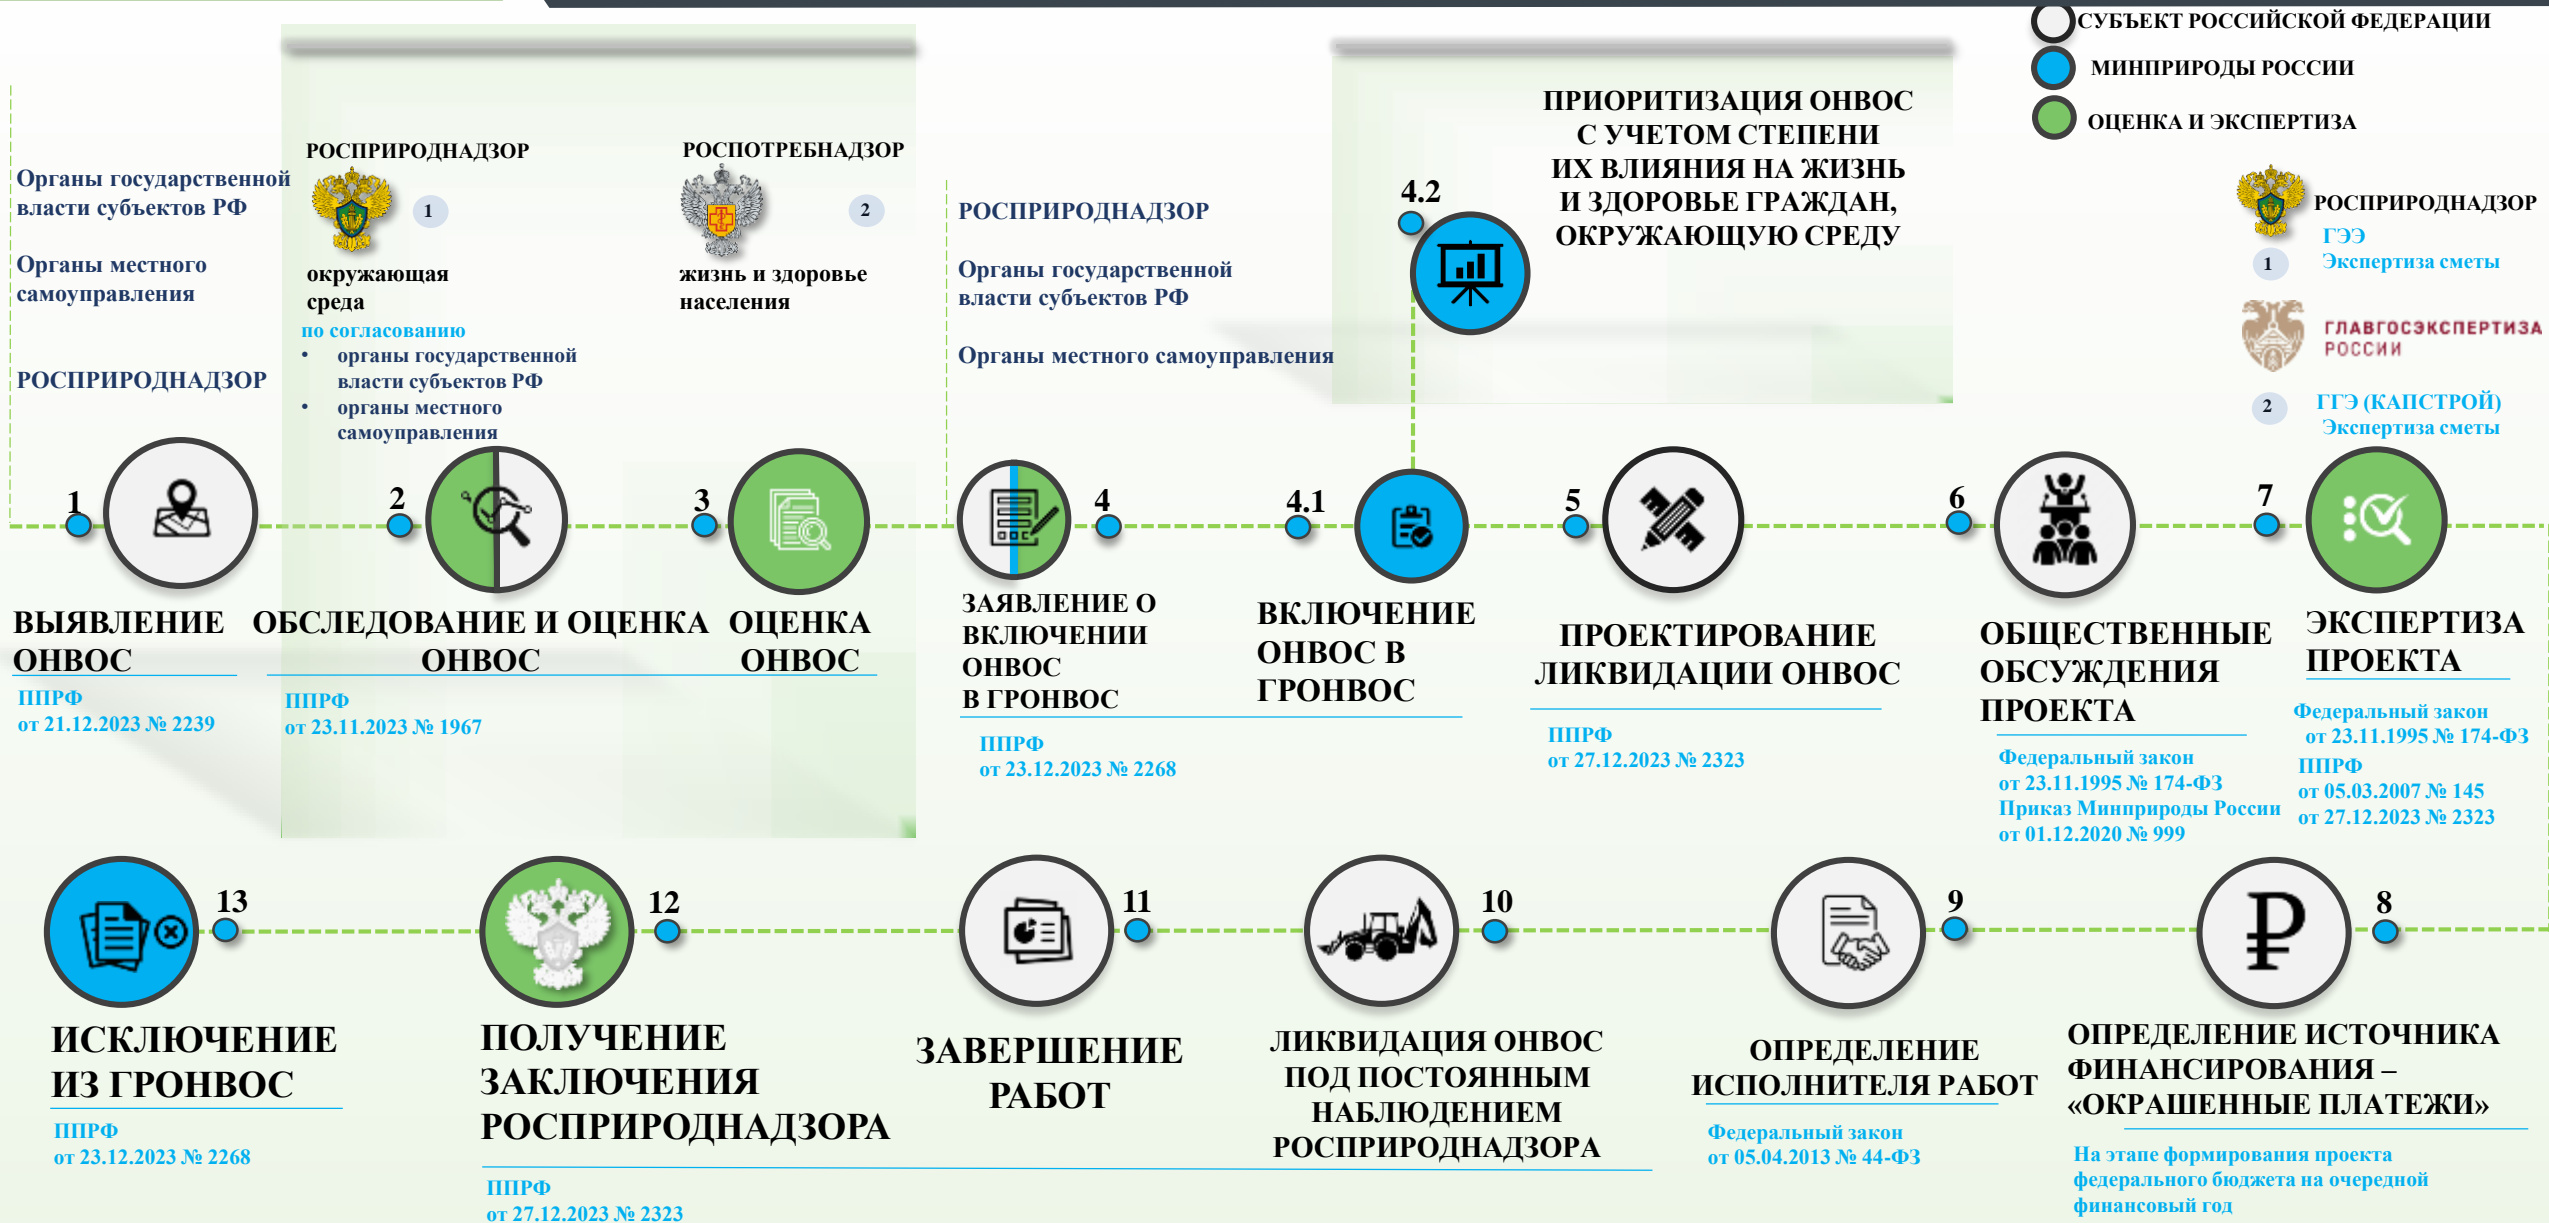 СУБЪЕКТ РОССИЙСКОЙ ФЕДЕРАЦИИ
МИНПРИРОДЫ РОССИИ
ОЦЕНКА И ЭКСПЕРТИЗА
Органы государственной
власти субъектов РФ
Органы местного
самоуправления
РОСПРИРОДНАДЗОР
РОСПРИРОДНАДЗОР
1
окружающая
среда
по согласованию
• органы государственной
власти субъектов РФ
• органы местного
самоуправления
РОСПОТРЕБНАДЗОР
2
жизнь и здоровье
населения
РОСПРИРОДНАДЗОР
Органы государственной
власти субъектов РФ
Органы местного самоуправления
4.2
ПРИОРИТИЗАЦИЯ ОНВОС
С УЧЕТОМ СТЕПЕНИ
ИХ ВЛИЯНИЯ НА ЖИЗНЬ
И ЗДОРОВЬЕ ГРАЖДАН,
ОКРУЖАЮЩУЮ СРЕДУ
РОСПРИРОДНАДЗОР
ГЭЭ
Экспертиза сметы
1
ГЛАВГОСЭКСПЕРТИЗА
РОССИИ
2
ГГЭ (КАПСТРОЙ)
Экспертиза сметы
1
ВЫЯВЛЕНИЕ
ОНВОС
ППРФ
от 21.12.2023 № 2239
2
ОБСЛЕДОВАНИЕ И ОЦЕНКА
ОНВОС
ППРФ
от 23.11.2023 № 1967
3
ОЦЕНКА
ОНВОС
4
ЗАЯВЛЕНИЕ О
ВКЛЮЧЕНИИ
ОНВОС
В ГРОНВОС
ППРФ
от 23.12.2023 № 2268
4.1
ВКЛЮЧЕНИЕ
ОНВОС В
ГРОНВОС
5
ПРОЕКТИРОВАНИЕ
ЛИКВИДАЦИИ ОНВОС
ППРФ
от 27.12.2023 № 2323
6
ОБЩЕСТВЕННЫЕ
ОБСУЖДЕНИЯ
ПРОЕКТА
Федеральный закон
от 23.11.1995 № 174-ФЗ
Приказ Минприроды России
от 01.12.2020 № 999
7
ЭКСПЕРТИЗА
ПРОЕКТА
Федеральный закон
от 23.11.1995 № 174-ФЗ
ППРФ
от 05.03.2007 № 145
от 27.12.2023 № 2323
13
ИСКЛЮЧЕНИЕ
ИЗ ГРОНВОС
ППРФ
от 23.12.2023 № 2268
12
ПОЛУЧЕНИЕ
ЗАКЛЮЧЕНИЯ
РОСПРИРОДНАДЗОРА
ППРФ
от 27.12.2023 № 2323
11
ЗАВЕРШЕНИЕ
РАБОТ
10
ЛИКВИДАЦИЯ ОНВОС
ПОД ПОСТОЯННЫМ
НАБЛЮДЕНИЕМ
РОСПРИРОДНАДЗОРА
9
ОПРЕДЕЛЕНИЕ
ИСПОЛНИТЕЛЯ РАБОТ
Федеральный закон
от 05.04.2013 № 44-ФЗ
₽
8
ОПРЕДЕЛЕНИЕ ИСТОЧНИКА
ФИНАНСИРОВАНИЯ –
«ОКРАШЕННЫЕ ПЛАТЕЖИ»
На этапе формирования проекта
федерального бюджета на очередной
финансовый год